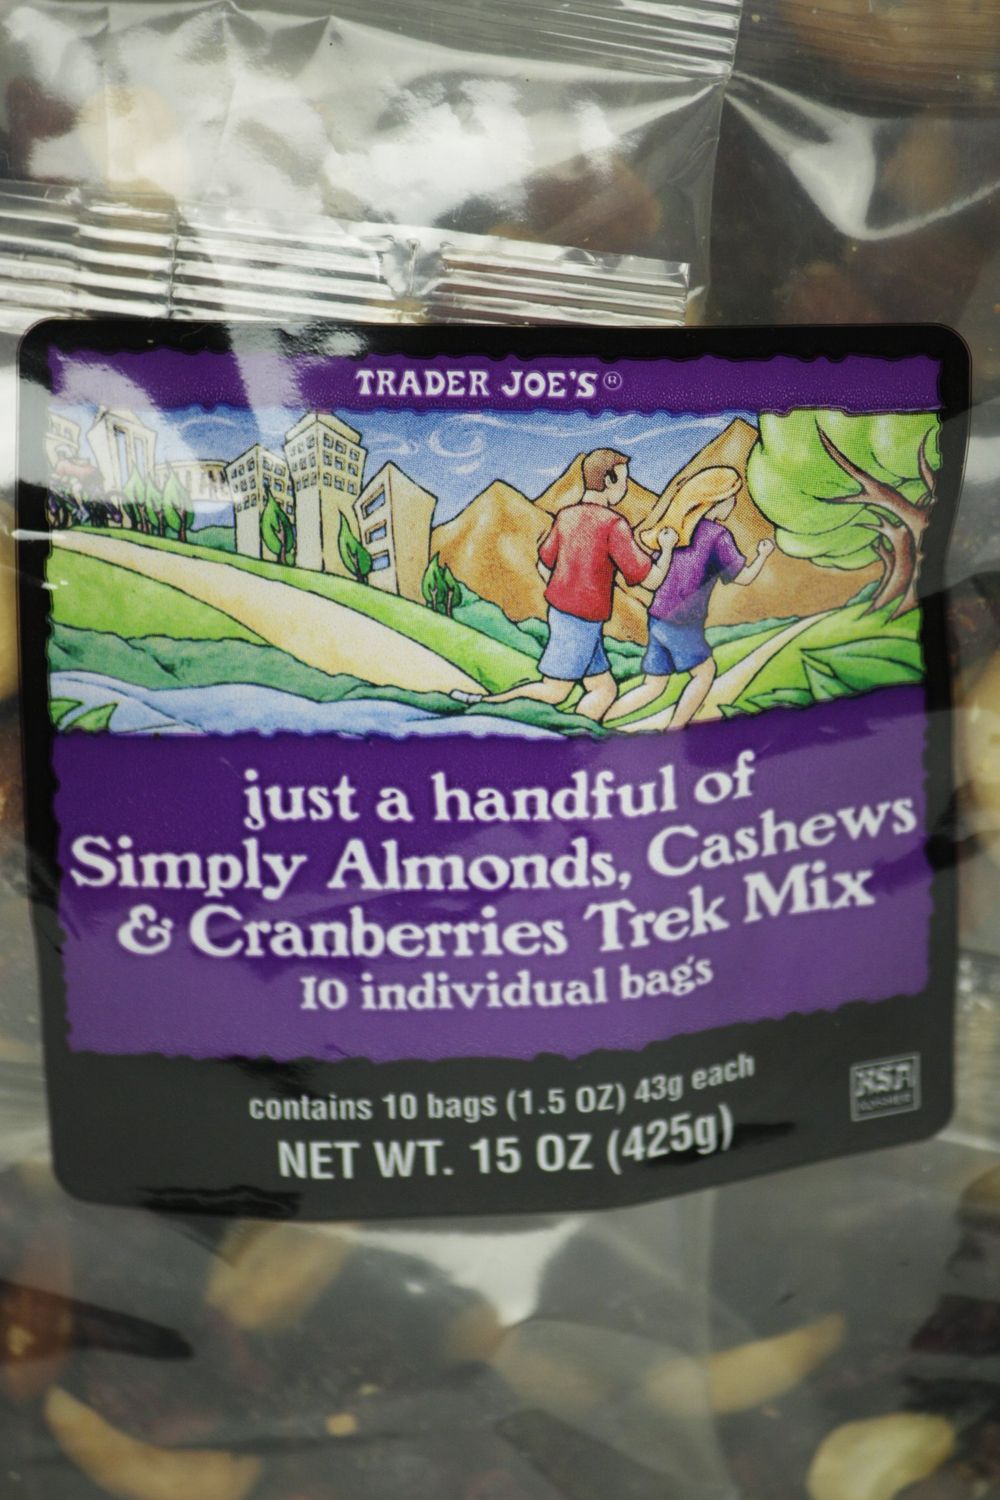 TRADER JOE'S®
just a handful of
Simply Almonds, Cashews
& Cranberries Trek Mix
10 individual bags
contains 10 bags (1.5 OZ) 43g each
NET WT. 15 OZ (425g)
KSA